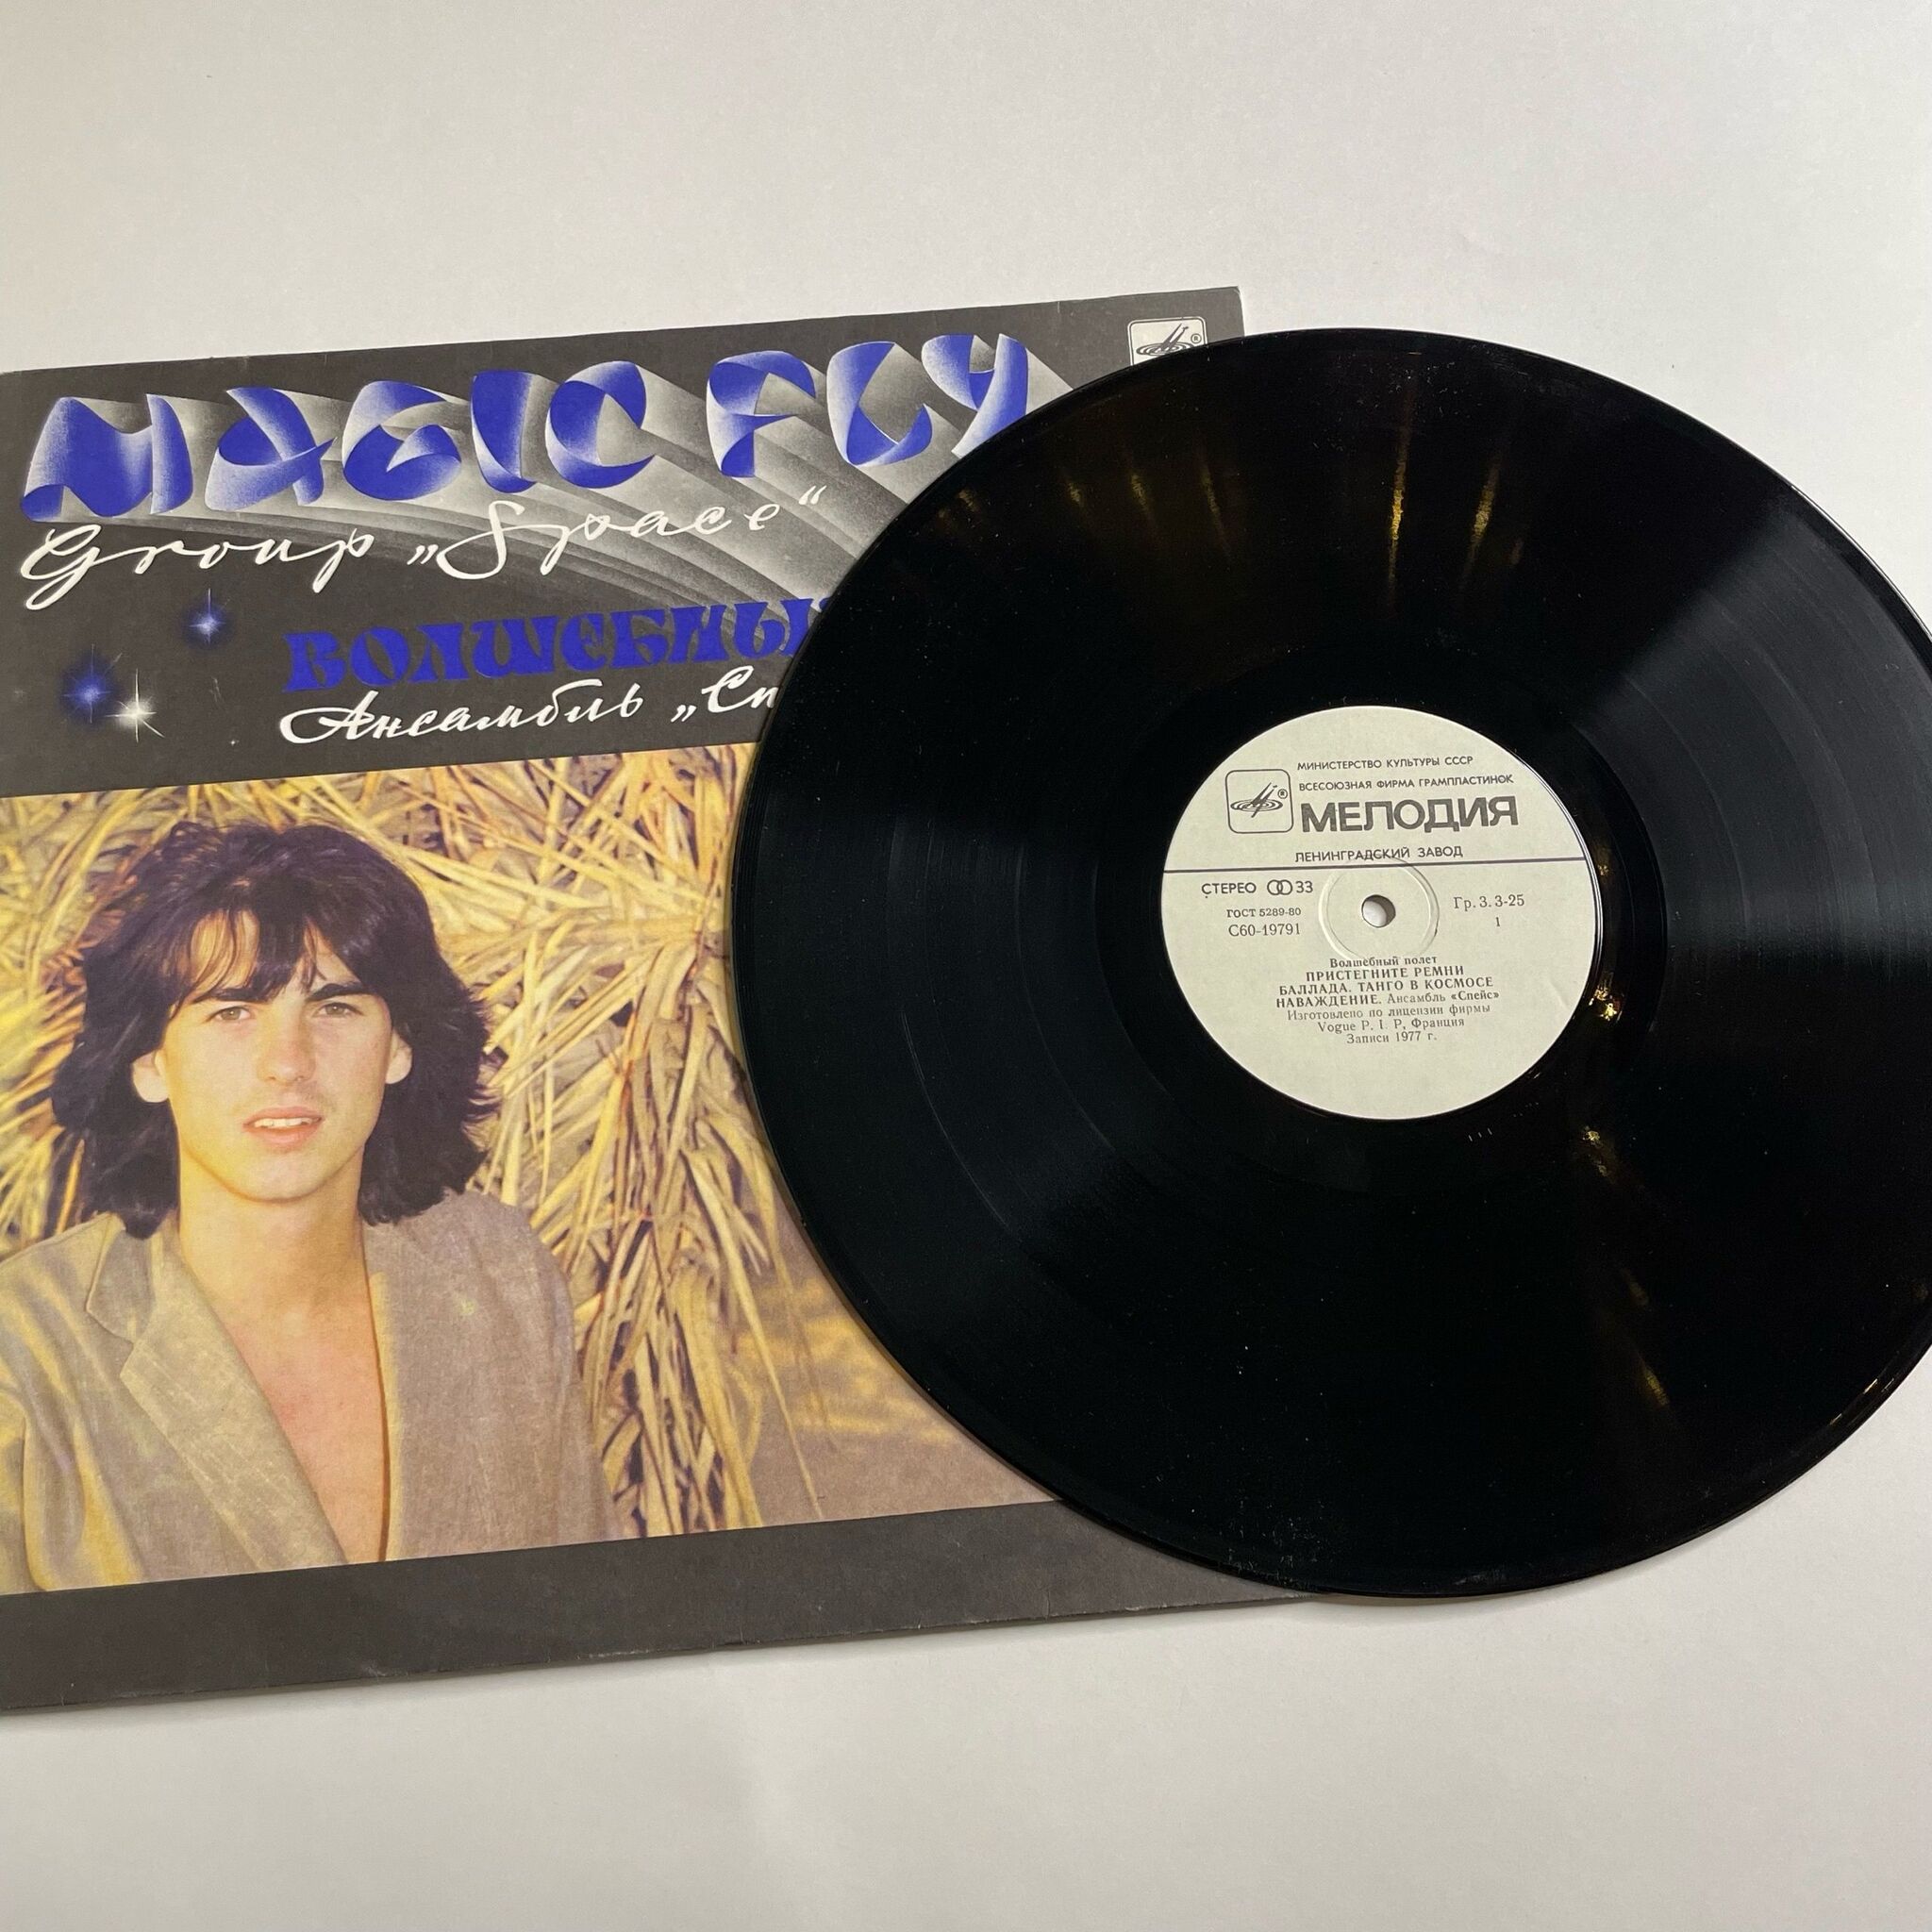 MAGIC FLY
Group „Space“
ВОЛШЕБНЫ
Ансамбль „Сп
®
МИНИСТЕРСТВО КУЛЬТУРЫ СССР
ВСЕСОЮЗНАЯ ФИРМА ГРАМПЛАСТИНОК
®
МЕЛОДИЯ
ЛЕНИНГРАДСКИЙ ЗАВОД
СТЕРЕО 33
ГОСТ 5289-80
С60-19791
Гр. 3. 3-25
1
Волшебный полет
ПРИСТЕГНИТЕ РЕМНИ
БАЛЛАДА. ТАНГО В КОСМОСЕ
НАВАЖДЕНИЕ. Ансамбль «Спейс»
Изготовлено по лицензии фирмы
Vogue P. I. P, Франция
Записи 1977 г.